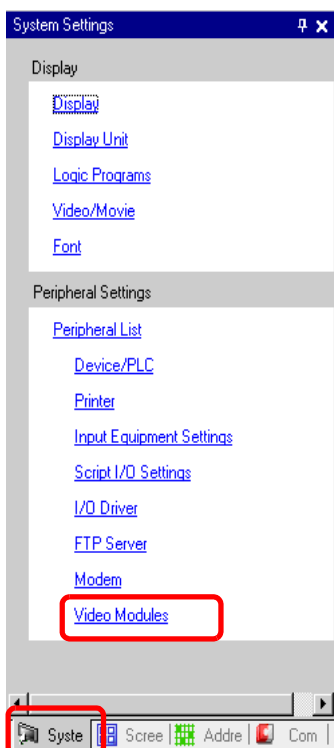 System Settings
Display
Display
Display Unit
Logic Programs
Video/Movie
Font
Peripheral Settings
Peripheral List
Device/PLC
Printer
Input Equipment Settings
Script I/O Settings
I/O Driver
FTP Server
Modem
Video Modules
Syste Scree Addre Com